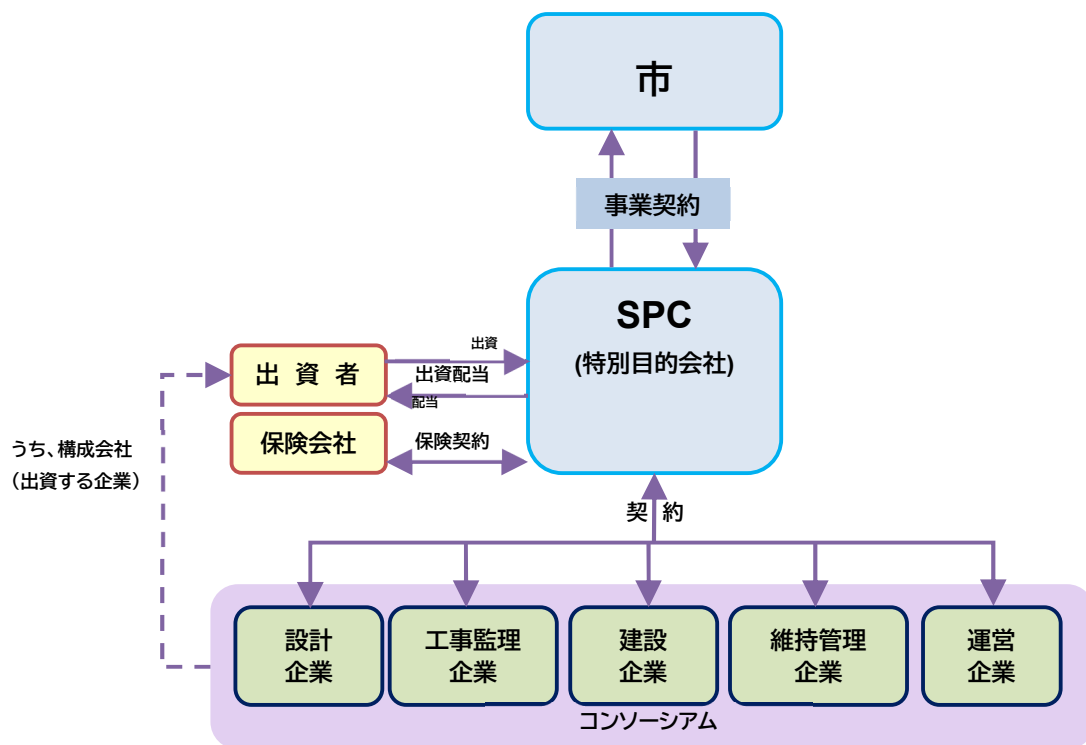 市
事業契約
SPC
(特別目的会社)
出資
出 資 者
出資配当
配当
保険会社
保険契約
うち、構成会社
(出資する企業)
契 約
設計
企業
工事監理
企業
建設
企業
維持管理
企業
運営
企業
コンソーシアム